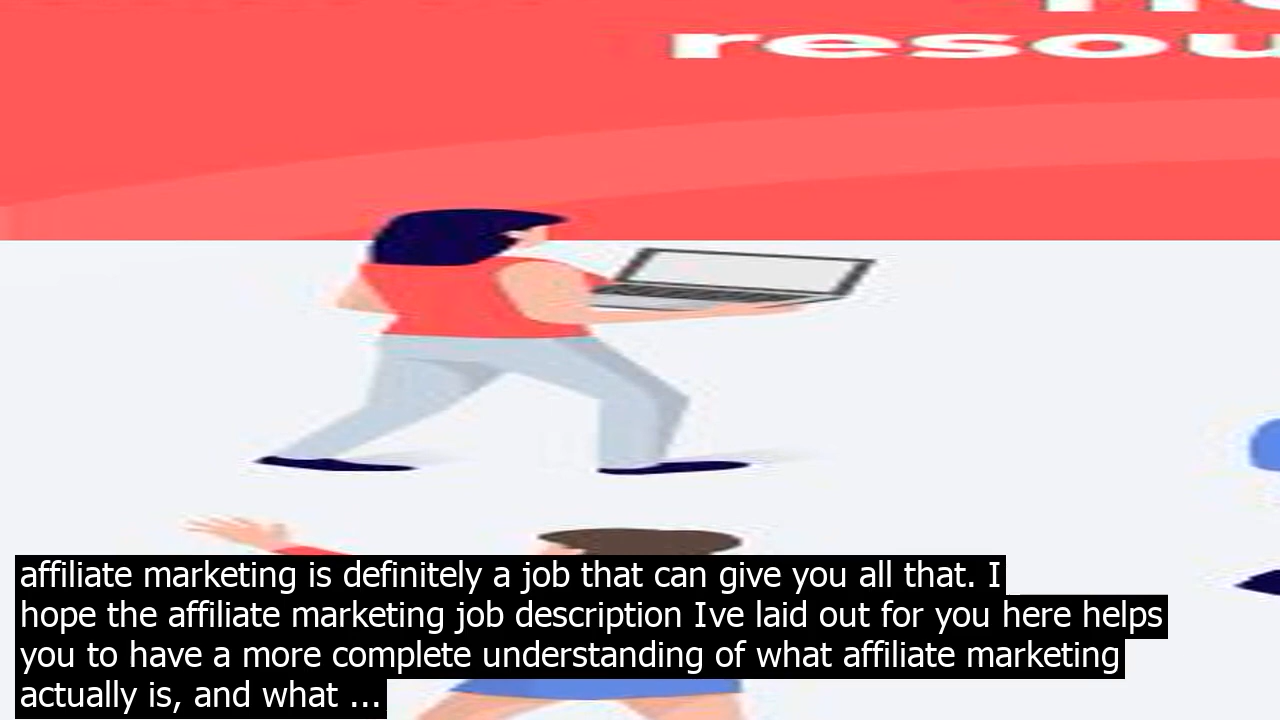 resou
affiliate marketing is definitely a job that can give you all that. I
hope the affiliate marketing job description Ive laid out for you here helps
you to have a more complete understanding of what affiliate marketing
actually is, and what ...